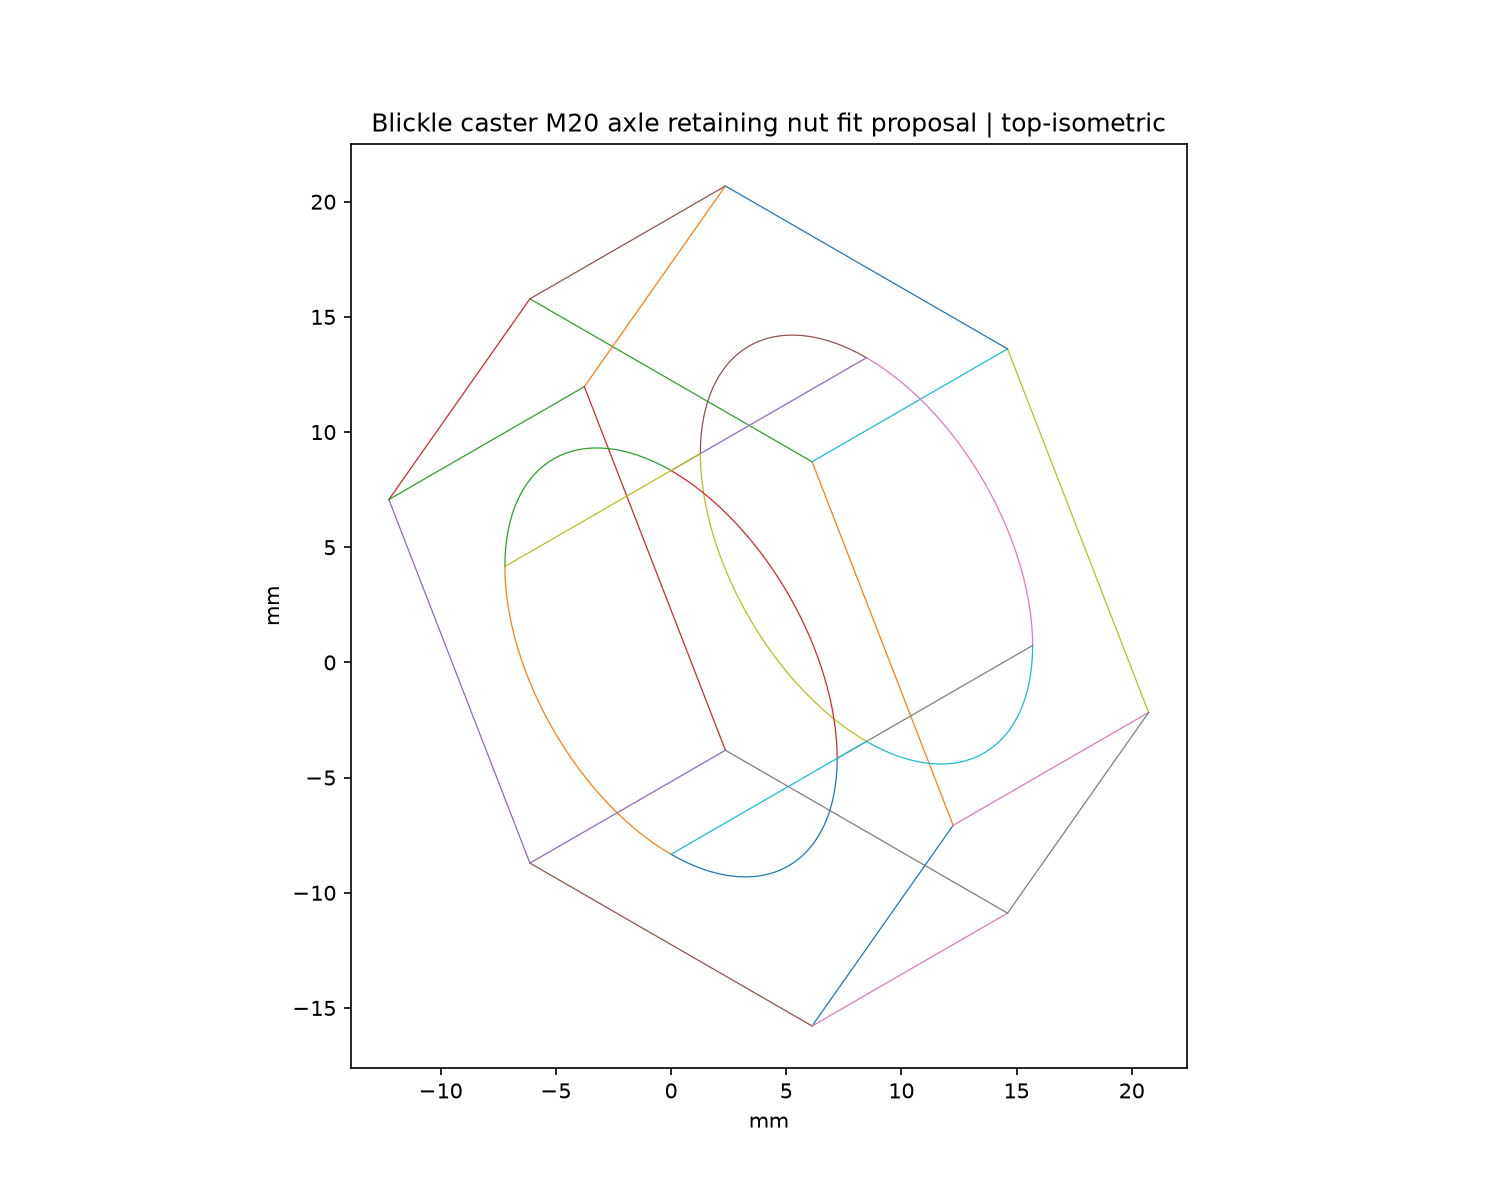 Blickle caster M20 axle retaining nut fit proposal | top-isometric
20
15
10
5
0
−5
−10
−15
mm
−10 −5 0 5 10 15 20
mm